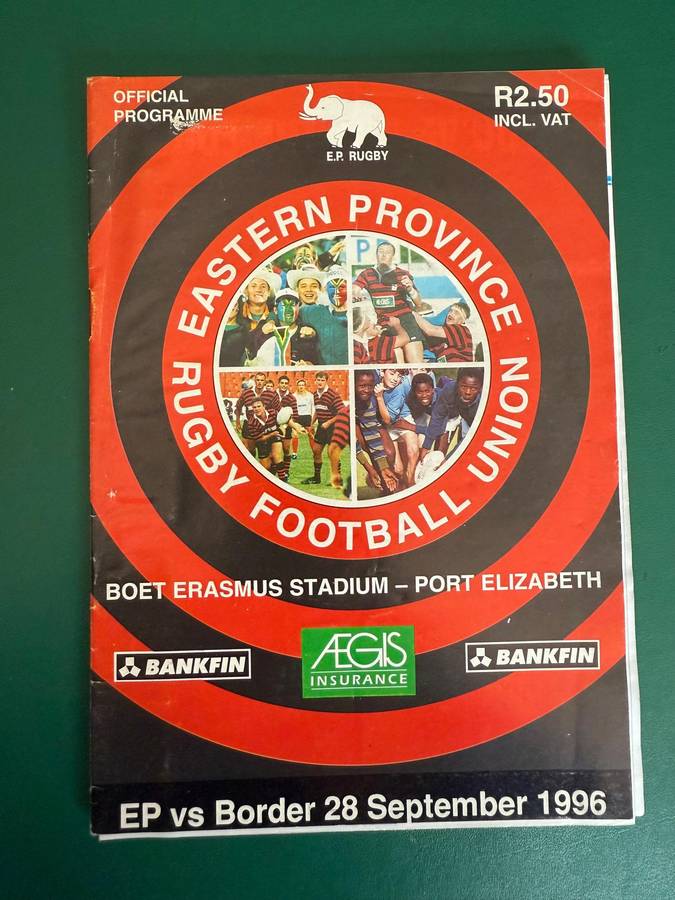 OFFICIAL
PROGRAMME
R2.50
INCL. VAT
E.P. RUGBY
EASTERN PROVINCE
RUGBY FOOTBALL UNION
BOET ERASMUS STADIUM – PORT ELIZABETH
BANKFIN
ÆGIS
INSURANCE
BANKFIN
EP vs Border 28 September 1996